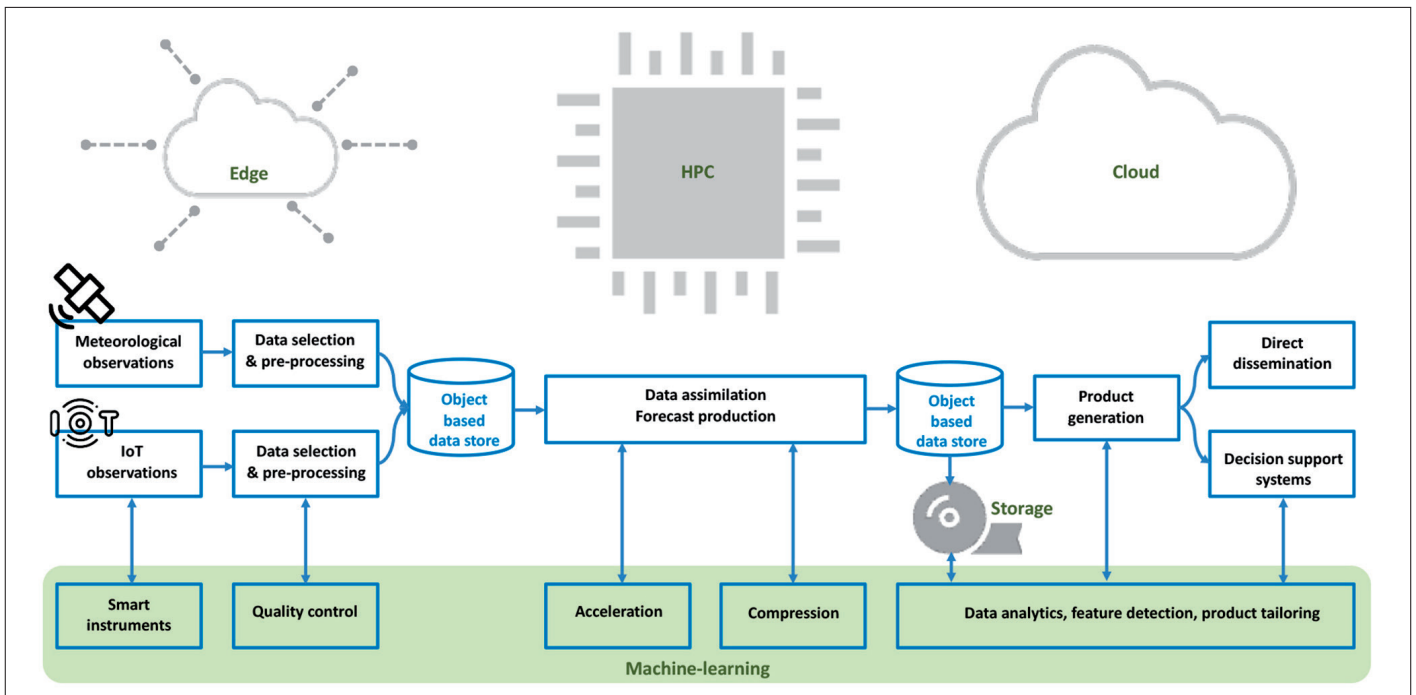 Edge
HPC
Cloud
Meteorological
observations
Data selection
& pre-processing
Direct
dissemination
Object
based
data store
Data assimilation
Forecast production
Object
based
data store
Product
generation
IOT
IoT
observations
Data selection
& pre-processing
Decision support
systems
Storage
Smart
instruments
Quality control
Acceleration
Compression
Data analytics, feature detection, product tailoring
Machine-learning